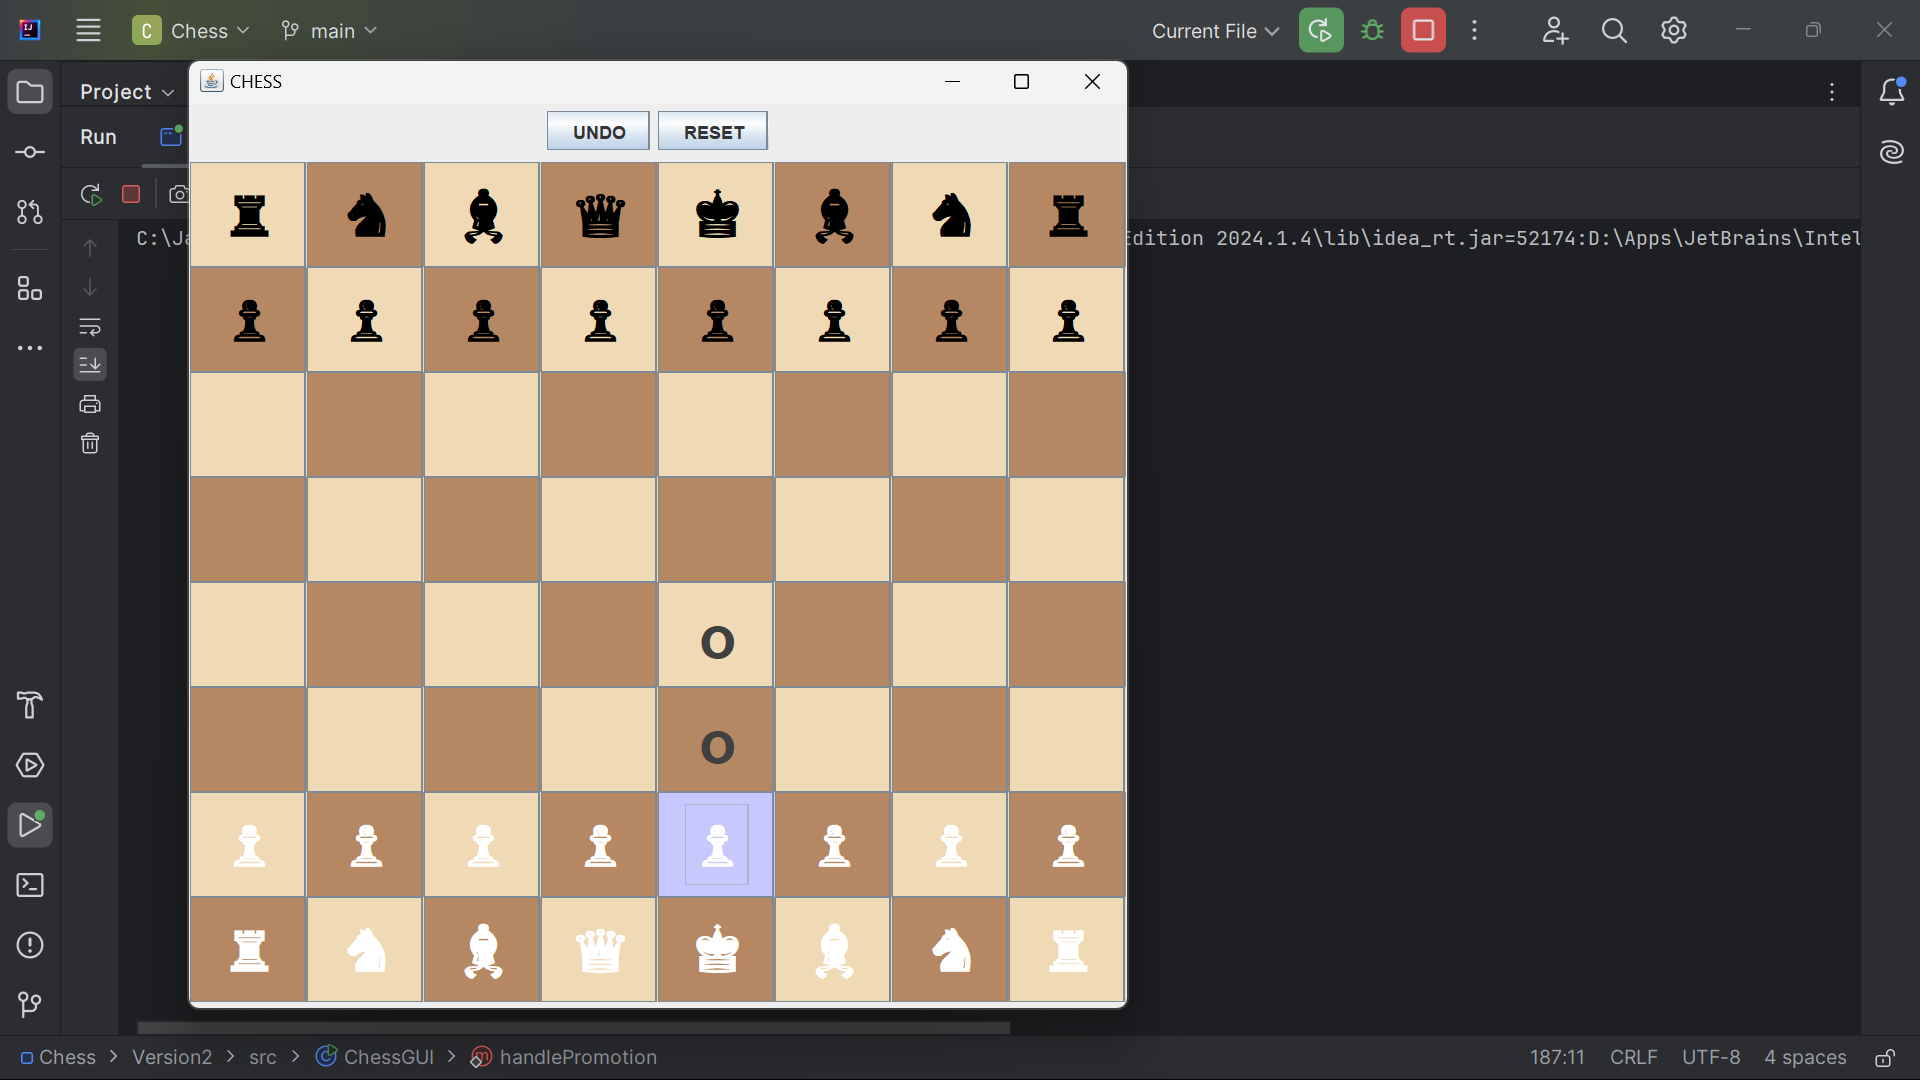 C Chess main Current File
Project
CHESS
UNDO RESET
Run
C:\Ja
Edition 2024.1.4\lib\idea_rt.jar=52174:D:\Apps\JetBrains\Intel
O
O
Chess > Version2 > src > ChessGUI > m handlePromotion 187:11 CRLF UTF-8 4 spaces